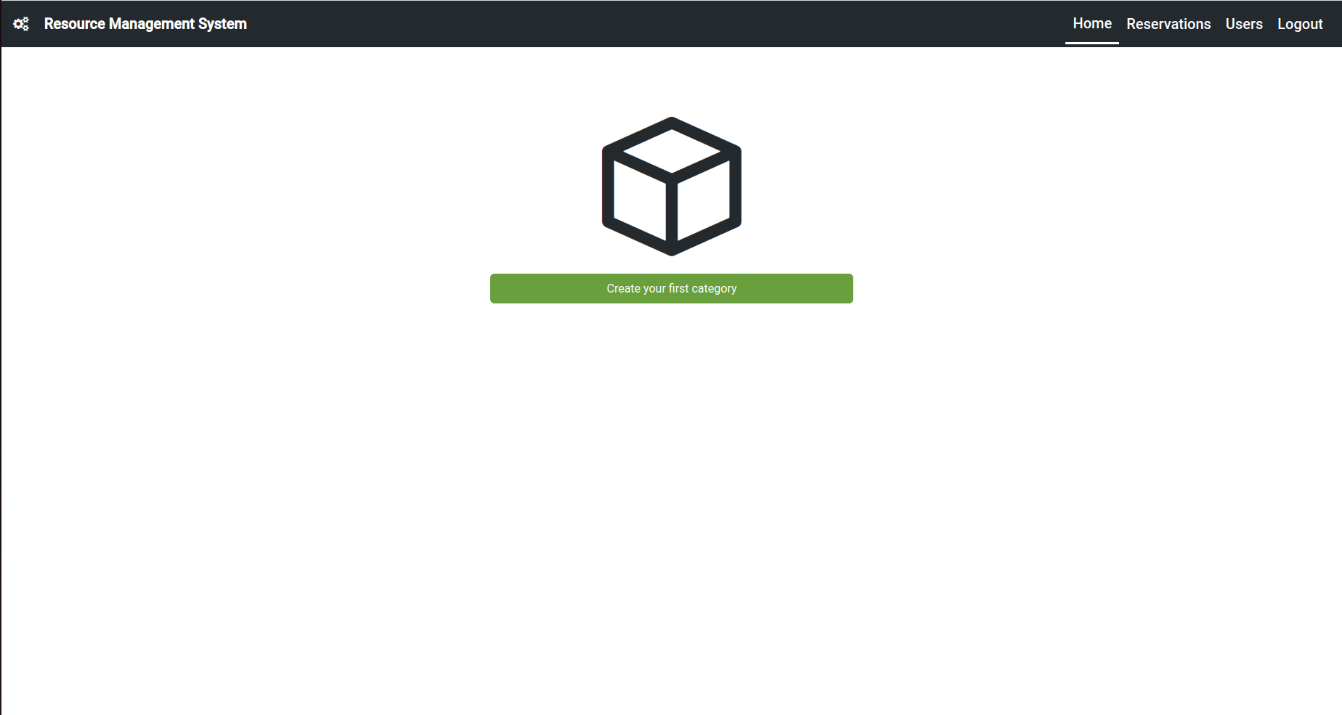 Resource Management System Home Reservations Users Logout
Create your first category